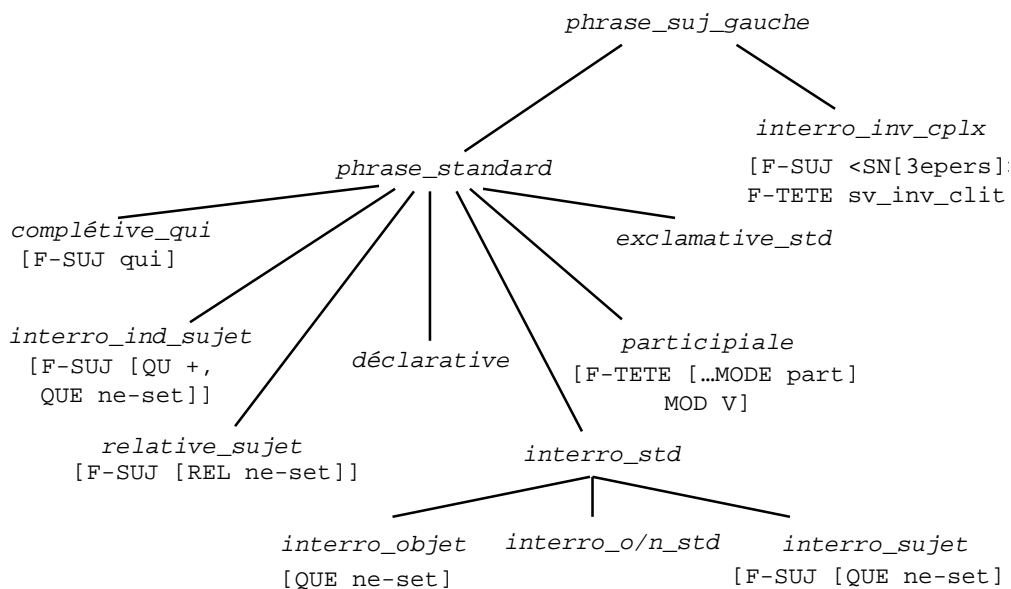 phrase_suj_gauche
interro_inv_cplx
[F-SUJ <SN[3epers]>
F-TETE sv_inv_clit
phrase_standard
complétive_qui
[F-SUJ qui]
exclamative_std
interro_ind_sujet
[F-SUJ [QU +,
QUE ne-set]]
déclarative
participiale
[F-TETE […MODE part]
MOD V]
relative_sujet
[F-SUJ [REL ne-set]]
interro_std
interro_objet
[QUE ne-set]
interro_o/n_std
interro_sujet
[F-SUJ [QUE ne-set]